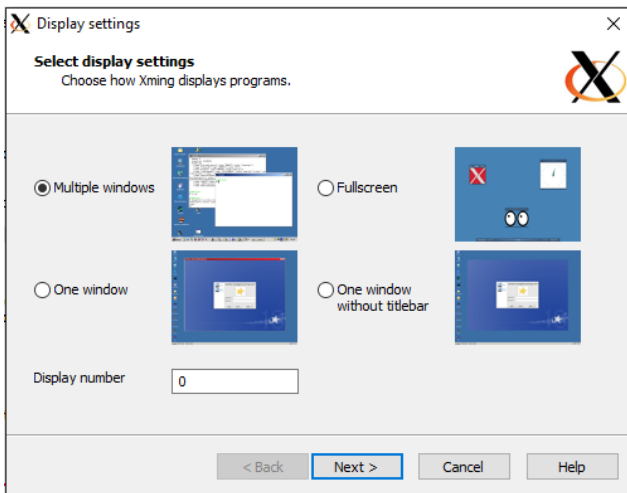 Display settings
Select display settings
Choose how Xming displays programs.
Multiple windows
Fullscreen
One window
One window
without titlebar
Display number
0
< Back
Next >
Cancel
Help